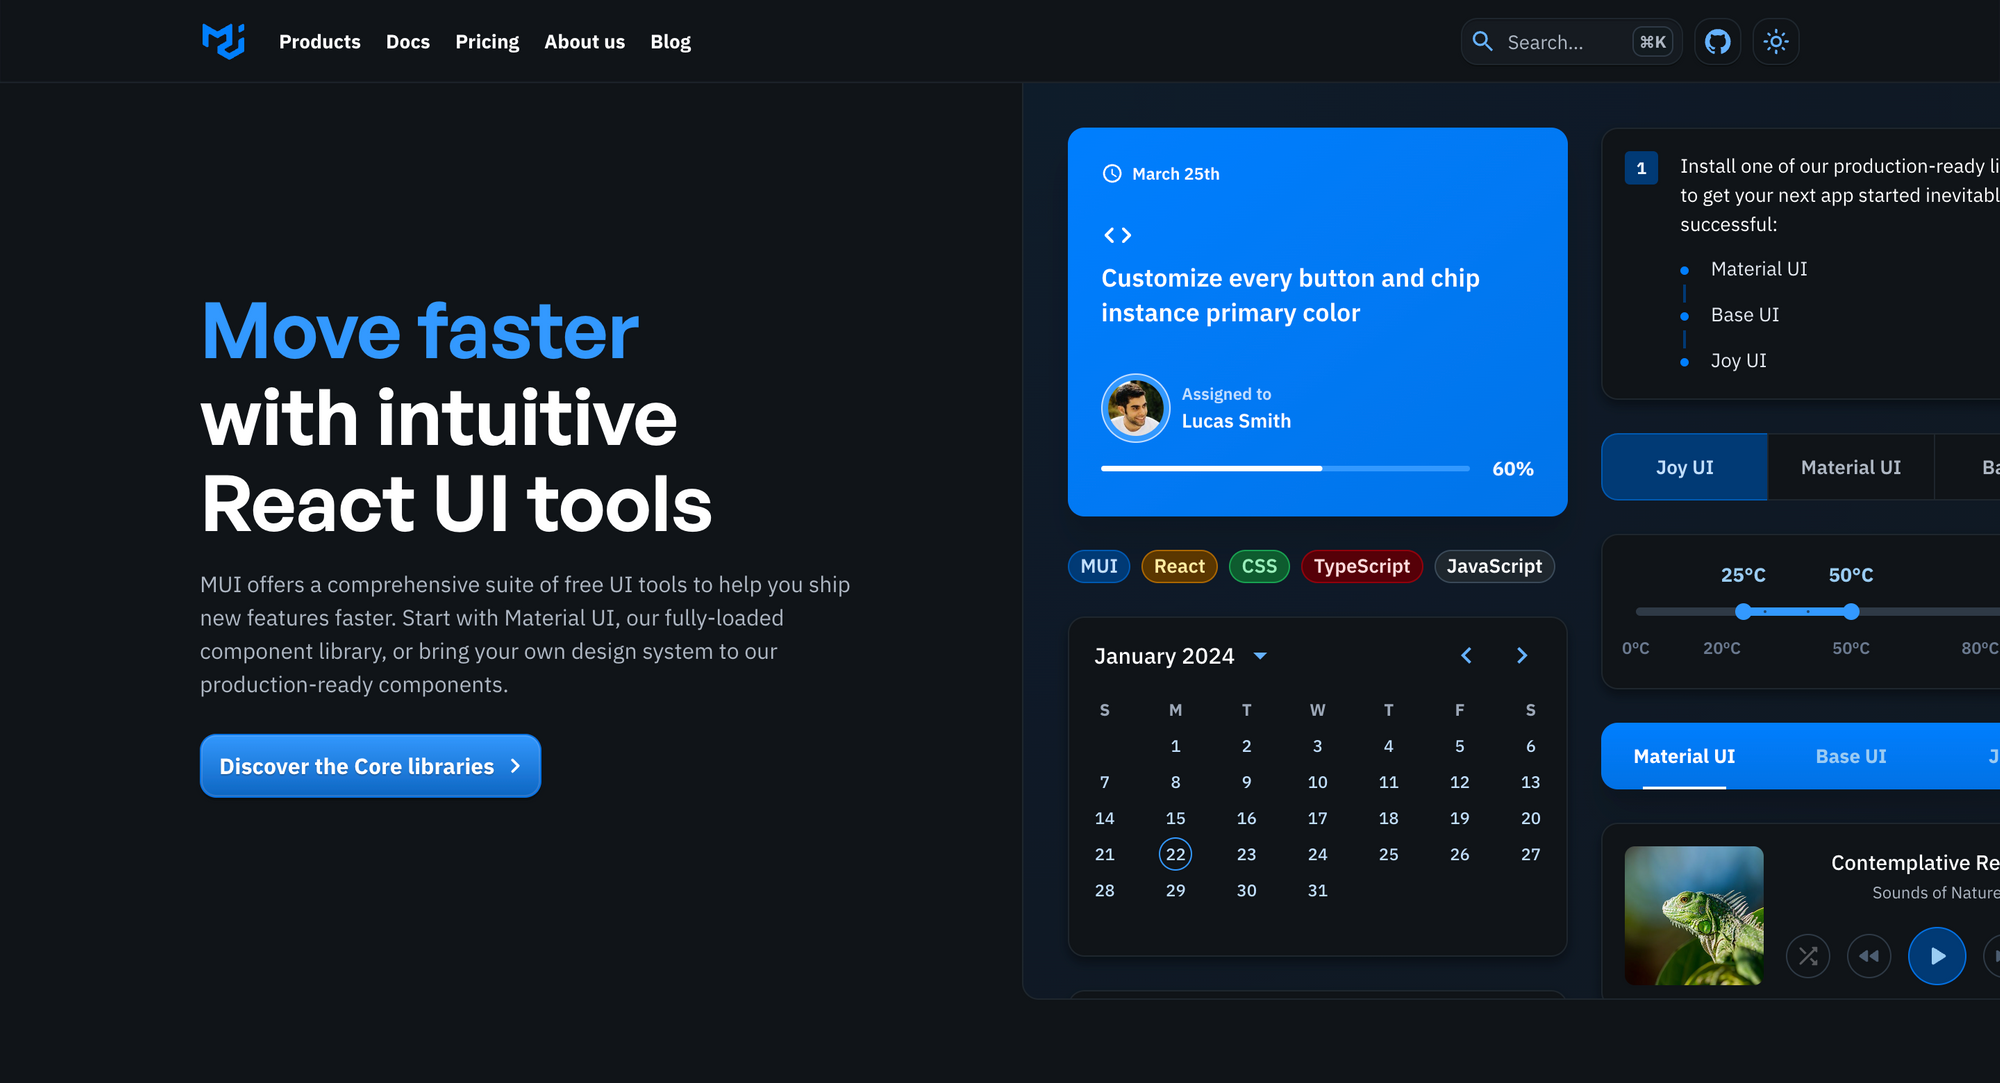 Products Docs Pricing About us Blog
Search... ⌘K
Move faster
with intuitive
React UI tools
MUI offers a comprehensive suite of free UI tools to help you ship
new features faster. Start with Material UI, our fully-loaded
component library, or bring your own design system to our
production-ready components.
Discover the Core libraries
March 25th
Customize every button and chip
instance primary color
Assigned to
Lucas Smith
60%
MUI React CSS TypeScript JavaScript
January 2024
S M T W T F S
1 2 3 4 5 6
7 8 9 10 11 12 13
14 15 16 17 18 19 20
21 22 23 24 25 26 27
28 29 30 31
1
Install one of our production-ready li
to get your next app started inevitabl
successful:
Material UI
Base UI
Joy UI
Joy UI Material UI Ba
25°C 50°C
0°C 20°C 50°C 80°C
Material UI Base UI J
Contemplative Re
Sounds of Nature